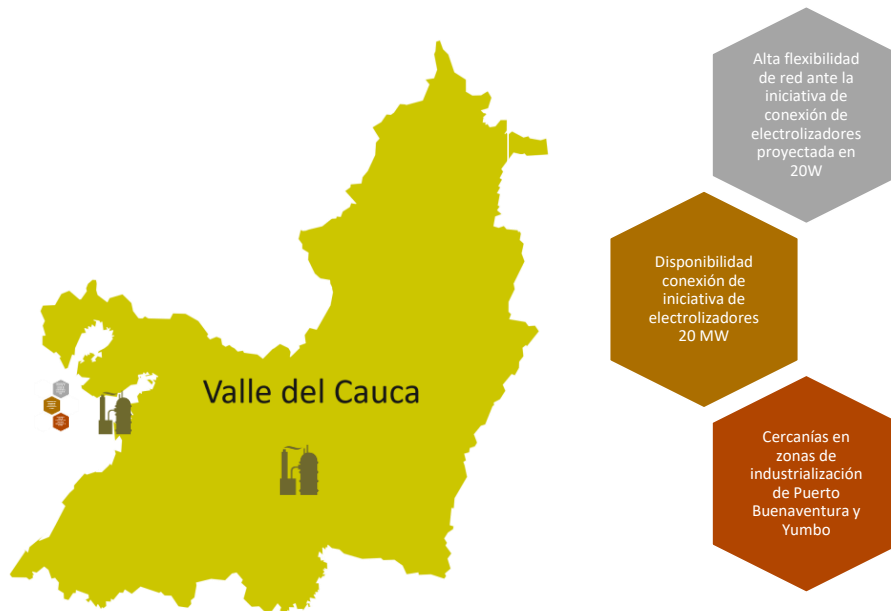 Alta flexibilidad
de red ante la
iniciativa de
conexión de
electrolizadores
proyectada en
20W
Disponibilidad
conexión de
iniciativa de
electrolizadores
20 MW
Valle del Cauca
Cercanías en
zonas de
industrialización
de Puerto
Buenaventura y
Yumbo